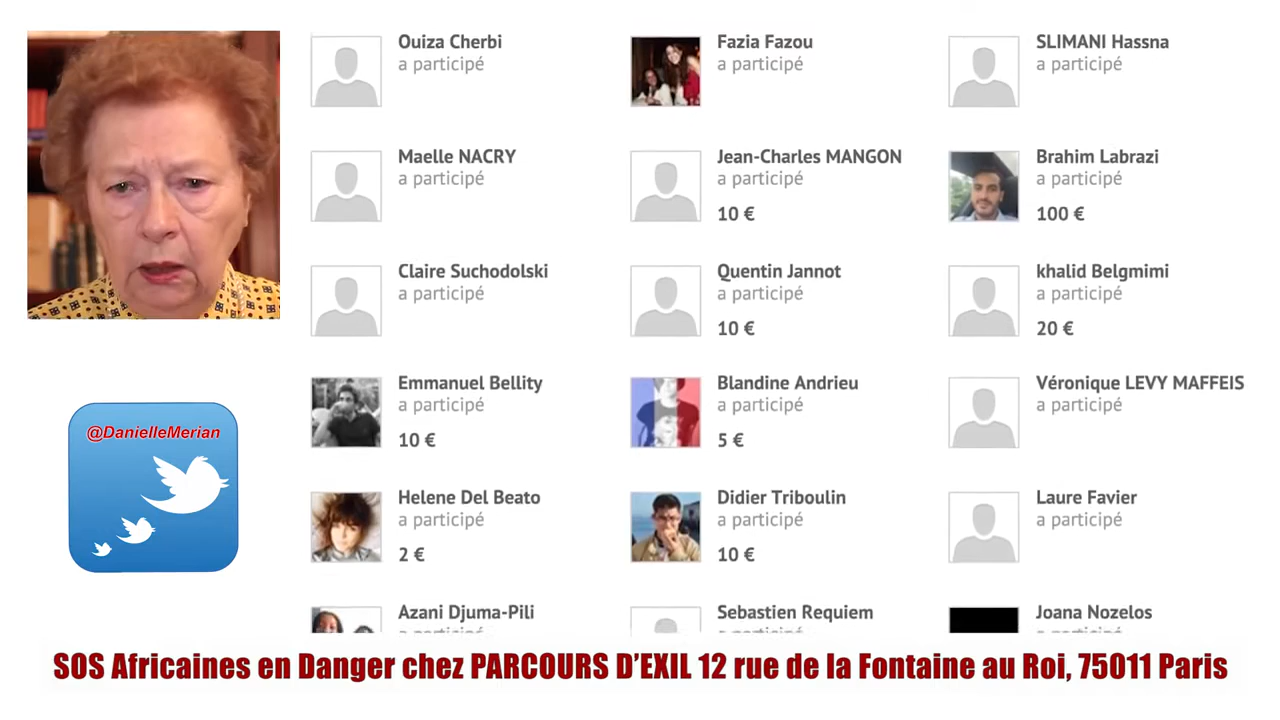 Ouiza Cherbi
a participé
Fazia Fazou
a participé
SLIMANI Hassna
a participé
Maelle NACRY
a participé
Jean-Charles MANGON
a participé
10 €
Brahim Labrazi
a participé
100 €
Claire Suchodolski
a participé
Quentin Jannot
a participé
10 €
khalid Belgmimi
a participé
20 €
Emmanuel Bellity
a participé
10 €
Blandine Andrieu
a participé
5 €
Véronique LEVY MAFFEIS
a participé
@DanielleMerian
Helene Del Beato
a participé
2 €
Didier Triboulin
a participé
10 €
Laure Favier
a participé
Azani Djuma-Pili
a participé
Sebastien Requiem
a participé
Joana Nozelos
a participé
SOS Africaines en Danger chez PARCOURS D'EXIL 12 rue de la Fontaine au Roi, 75011 Paris